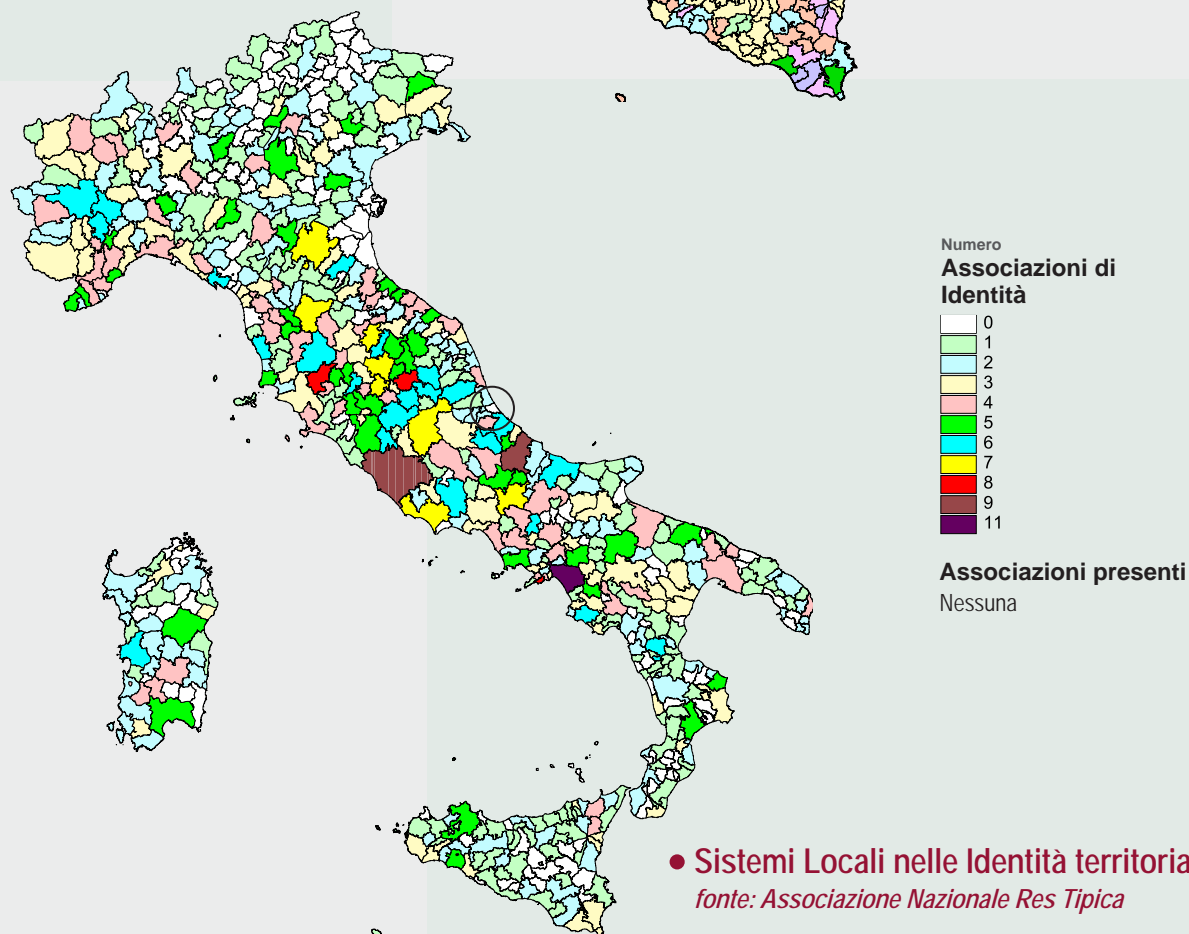 Numero
Associazioni di
Identità
0
1
2
3
4
5
6
7
8
9
11
Associazioni presenti
Nessuna
• Sistemi Locali nelle Identità territoria
fonte: Associazione Nazionale Res Tipica